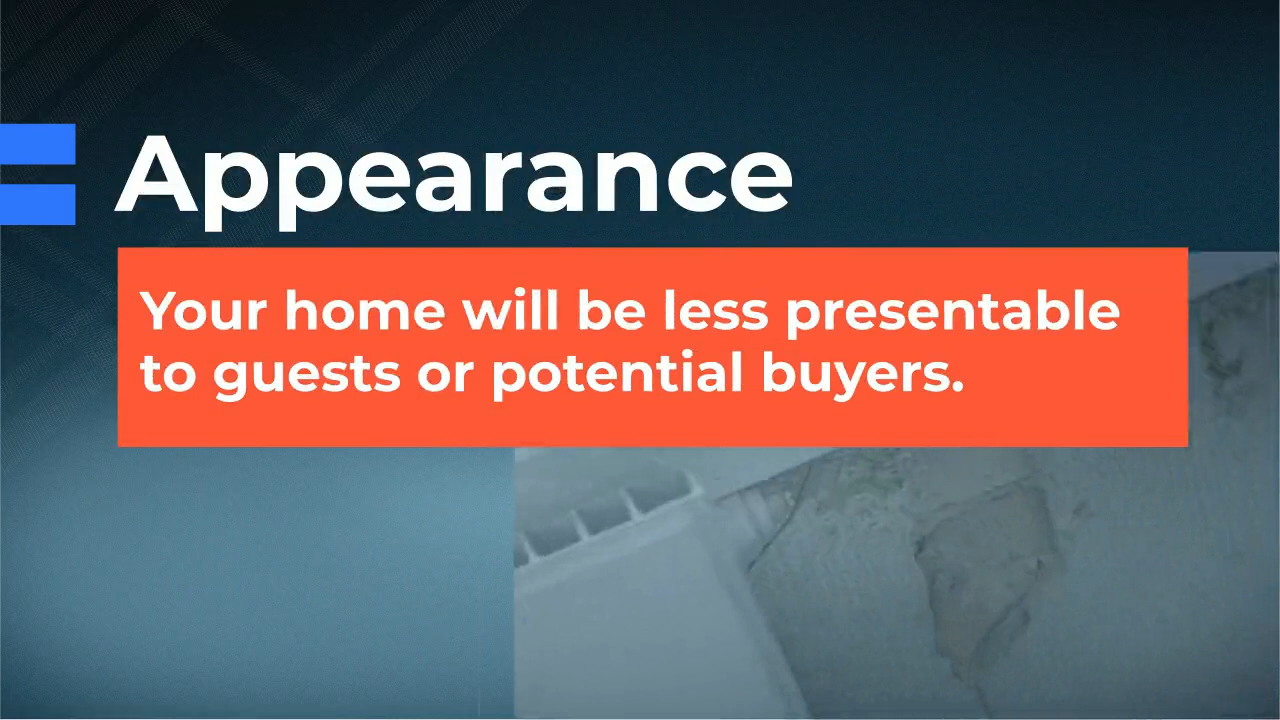 Appearance
Your home will be less presentable
to guests or potential buyers.